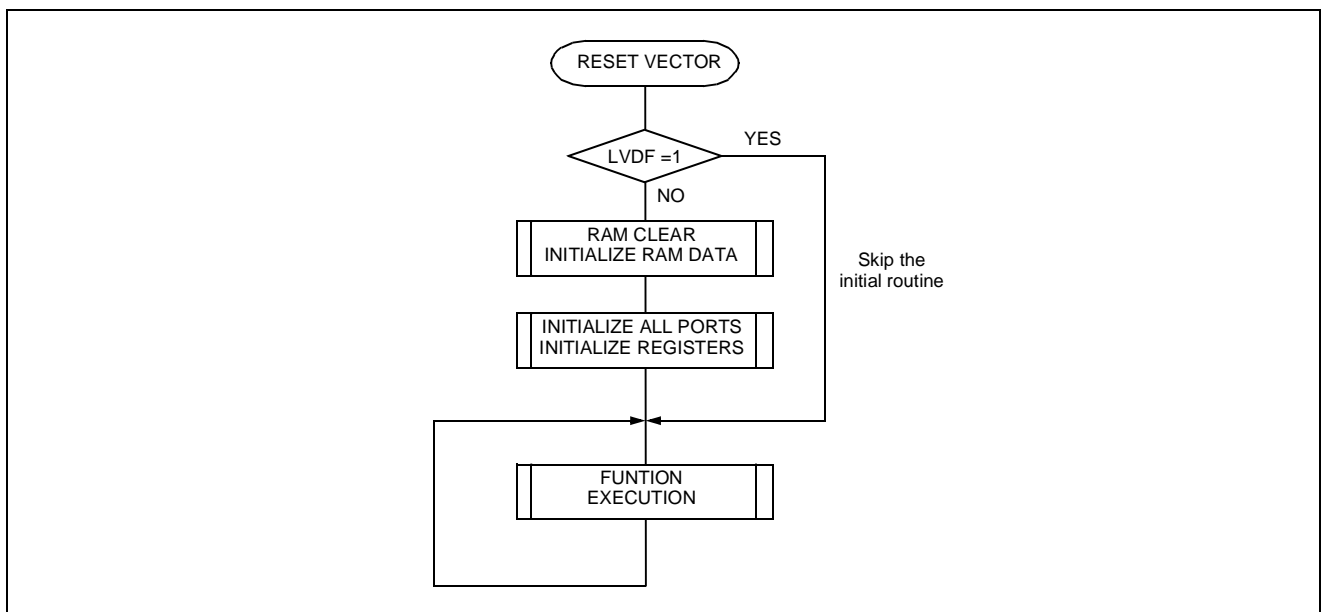 RESET VECTOR
YES
LVDF =1
NO
RAM CLEAR
INITIALIZE RAM DATA
Skip the
initial routine
INITIALIZE ALL PORTS
INITIALIZE REGISTERS
FUNTION
EXECUTION